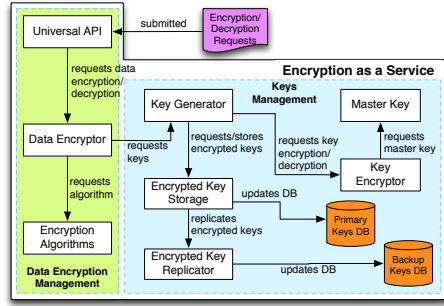 Universal API
submitted
Encryption/
Decryption
Requests
requests data
encryption/
decryption
Encryption as a Service
Keys
Management
Key Generator
Master Key
Data Encryptor
requests
keys
requests/stores
encrypted keys
requests key
encryption/
decryption
requests
master key
Key
Encryptor
requests
algorithm
Encrypted Key
Storage
updates DB
Primary
Keys DB
Encryption
Algorithms
replicates
encrypted keys
Encrypted Key
Replicator
updates DB
Backup
Keys DB
Data Encryption
Management